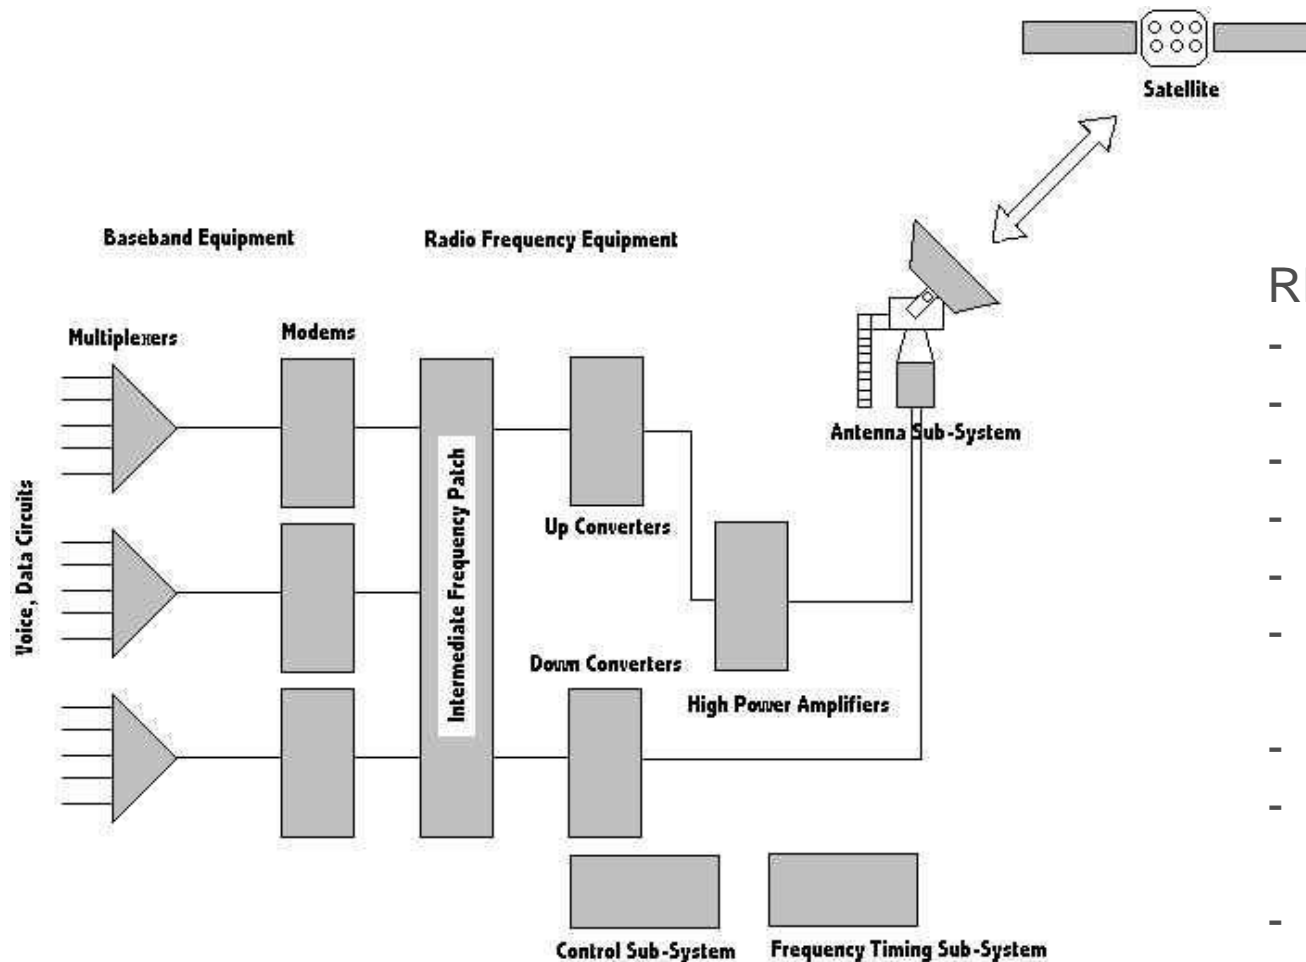 Satellite
Baseband Equipment
Radio Frequency Equipment
Multiplexers
Modems
Antenna Sub-System
Voice, Data Circuits
Intermediate Frequency Patch
Up Converters
Down Converters
High Power Amplifiers
Control Sub-System
Frequency Timing Sub-System
-
-
-
-
-
-
-
-
-